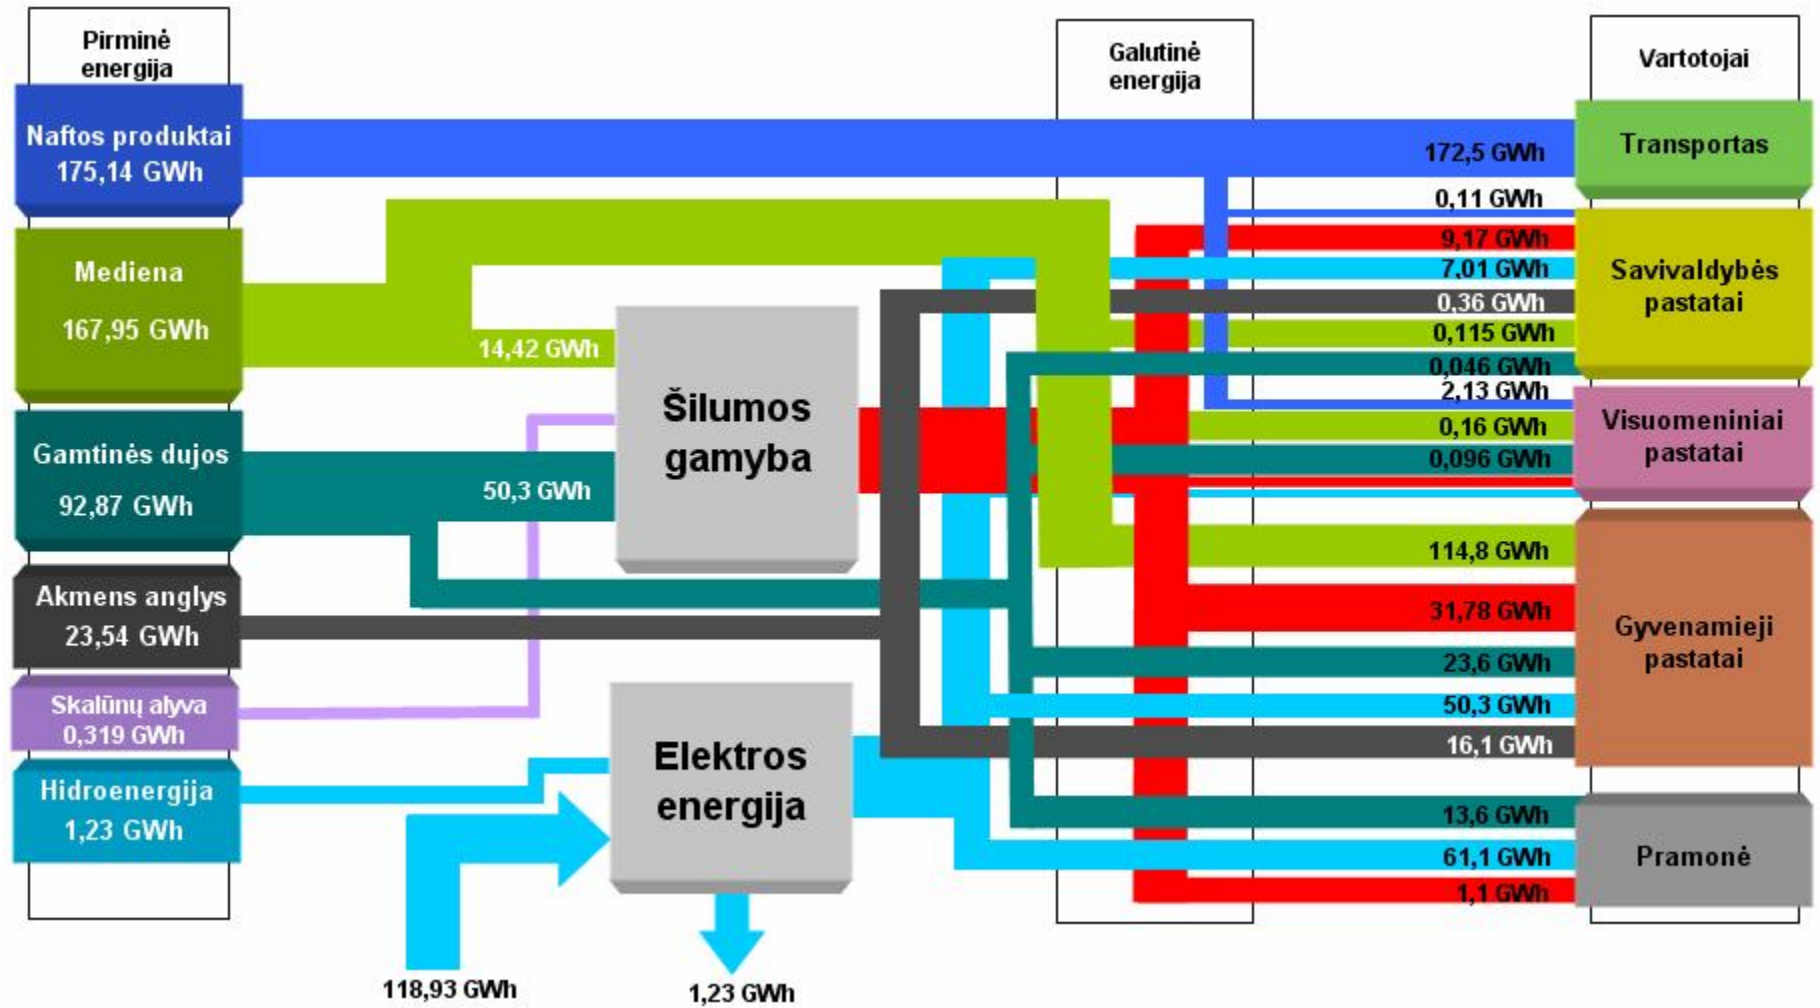 Pirminė
energija
Naftos produktai
175,14 GWh
Mediena
167,95 GWh
Gamtinės dujos
92,87 GWh
Akmens anglys
23,54 GWh
Skalūnų alyva
0,319 GWh
Hidroenergija
1,23 GWh
14,42 GWh
50,3 GWh
Šilumos
gamyba
Elektros
energija
118,93 GWh
1,23 GWh
Galutinė
energija
172,5 GWh
0,11 GWh
9,17 GWh
7,01 GWh
0,36 GWh
0,115 GWh
0,046 GWh
2,13 GWh
0,16 GWh
0,096 GWh
114,8 GWh
31,78 GWh
23,6 GWh
50,3 GWh
16,1 GWh
13,6 GWh
61,1 GWh
1,1 GWh
Vartotojai
Transportas
Savivaldybės
pastatai
Visuomeniniai
pastatai
Gyvenamieji
pastatai
Pramonė